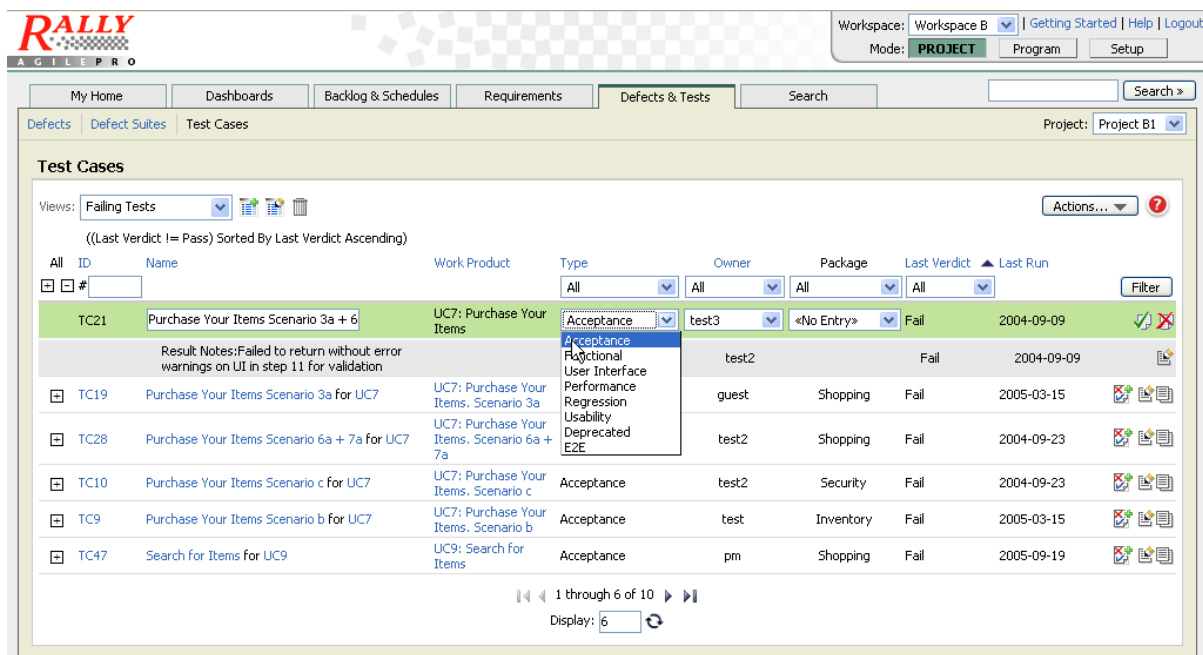 RALLY
AGILEPRO
Workspace: Workspace B | Getting Started | Help | Logout
Mode: PROJECT Program Setup
My Home Dashboards Backlog & Schedules Requirements Defects & Tests Search Search »
Defects Defect Suites Test Cases Project: Project B1
Test Cases
Views: Failing Tests Actions... ?
((Last Verdict != Pass) Sorted By Last Verdict Ascending)
All ID Name Work Product Type Owner Package Last Verdict Last Run
# All All All All Filter
TC21 Purchase Your Items Scenario 3a + 6 UC7: Purchase Your Items Acceptance test3 «No Entry» Fail 2004-09-09
Acceptance
Functional
User Interface
Performance
Regression
Usability
Deprecated
E2E
Result Notes:Failed to return without error
warnings on UI in step 11 for validation
test2 Fail 2004-09-09
TC19 Purchase Your Items Scenario 3a for UC7 UC7: Purchase Your Items. Scenario 3a guest Shopping Fail 2005-03-15
TC28 Purchase Your Items Scenario 6a + 7a for UC7 UC7: Purchase Your Items. Scenario 6a + 7a test2 Shopping Fail 2004-09-23
TC10 Purchase Your Items Scenario c for UC7 UC7: Purchase Your Items. Scenario c Acceptance test2 Security Fail 2004-09-23
TC9 Purchase Your Items Scenario b for UC7 UC7: Purchase Your Items. Scenario b Acceptance test Inventory Fail 2005-03-15
TC47 Search for Items for UC9 UC9: Search for Items Acceptance pm Shopping Fail 2005-09-19
1 through 6 of 10
Display: 6